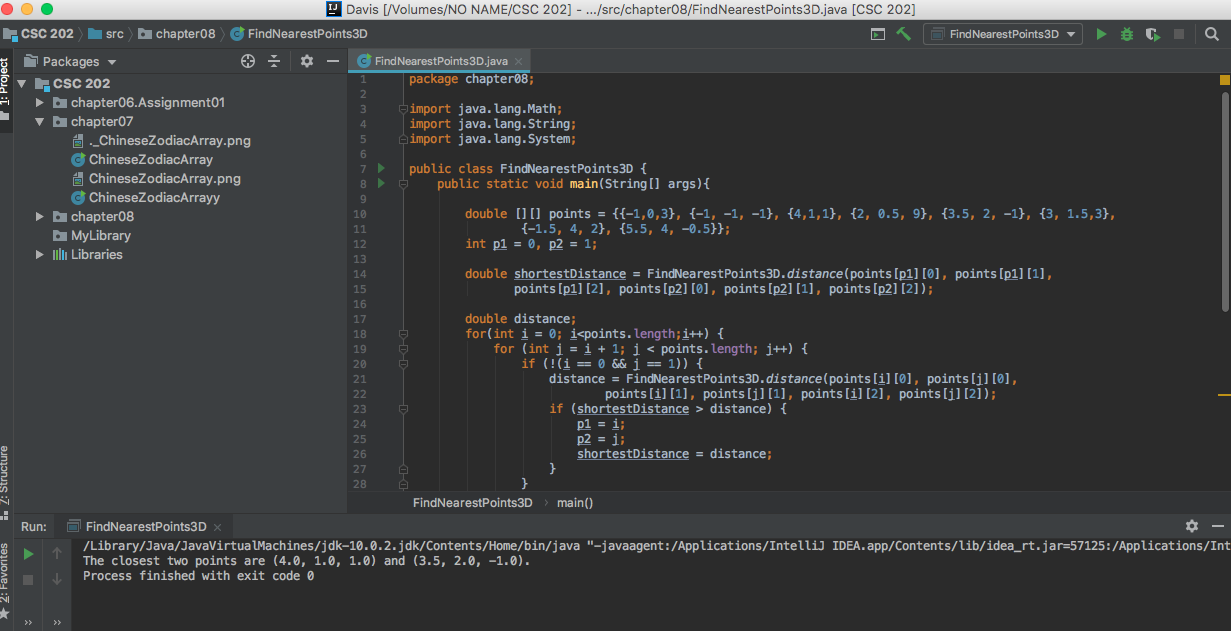 Davis [/Volumes/NO NAME/CSC 202] - .../src/chapter08/FindNearestPoints3D.java [CSC 202]
CSC 202 src chapter08 FindNearestPoints3D
FindNearestPoints3D
1: Project
Packages
CSC 202
chapter06.Assignment01
chapter07
._ChineseZodiacArray.png
ChineseZodiacArray
ChineseZodiacArray.png
ChineseZodiacArrayy
chapter08
MyLibrary
Libraries
FindNearestPoints3D.java
1 package chapter08;
2
3 import java.lang.Math;
4 import java.lang.String;
5 import java.lang.System;
6
7 public class FindNearestPoints3D {
8 public static void main(String[] args){
9
10 double [][] points = {{-1,0,3}, {-1, -1, -1}, {4,1,1}, {2, 0.5, 9}, {3.5, 2, -1}, {3, 1.5,3},
11 {-1.5, 4, 2}, {5.5, 4, -0.5}};
12 int p1 = 0, p2 = 1;
13
14 double shortestDistance = FindNearestPoints3D.distance(points[p1][0], points[p1][1],
15 points[p1][2], points[p2][0], points[p2][1], points[p2][2]);
16
17 double distance;
18 for(int i = 0; i<points.length;i++) {
19 for (int j = i + 1; j < points.length; j++) {
20 if (!(i == 0 && j == 1)) {
21 distance = FindNearestPoints3D.distance(points[i][0], points[j][0],
22 points[i][1], points[j][1], points[i][2], points[j][2]);
23 if (shortestDistance > distance) {
24 p1 = i;
25 p2 = j;
26 shortestDistance = distance;
27 }
28 }
FindNearestPoints3D main()
7: Structure
2: Favorites
Run: FindNearestPoints3D
/Library/Java/JavaVirtualMachines/jdk-10.0.2.jdk/Contents/Home/bin/java "-javaagent:/Applications/IntelliJ IDEA.app/Contents/lib/idea_rt.jar=57125:/Applications/Int
The closest two points are (4.0, 1.0, 1.0) and (3.5, 2.0, -1.0).
Process finished with exit code 0